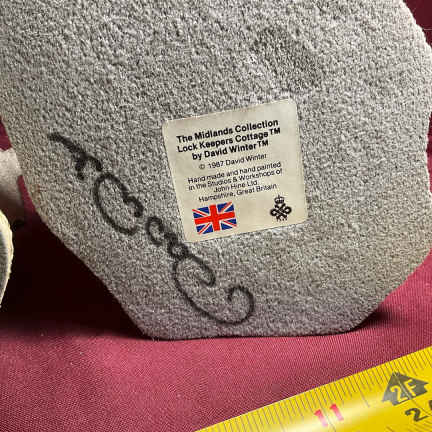 The Midlands Collection
Lock Keepers Cottage™
by David Winter™
© 1987 David Winter
Hand made and hand painted
in the Studios & Workshops of
John Hine Ltd.
Hampshire, Great Britain
11
2F